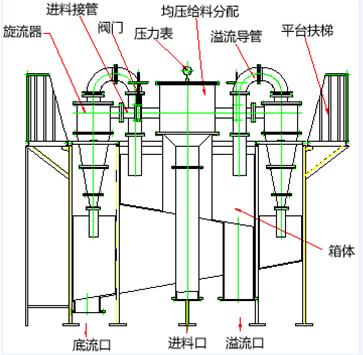 进料接管
均压给料分配
旋流器
阀门
压力表
溢流导管
平台扶梯
箱体
底流口
进料口
溢流口